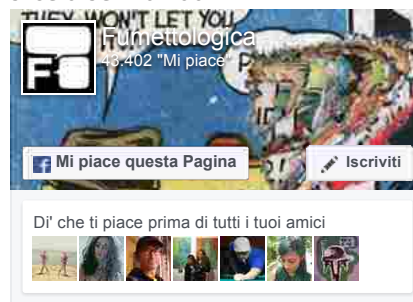 THEY WON'T LET YOU
Fumettologica
43.402 "Mi piace"
F
Mi piace questa Pagina
Iscriviti
Di' che ti piace prima di tutti i tuoi amici